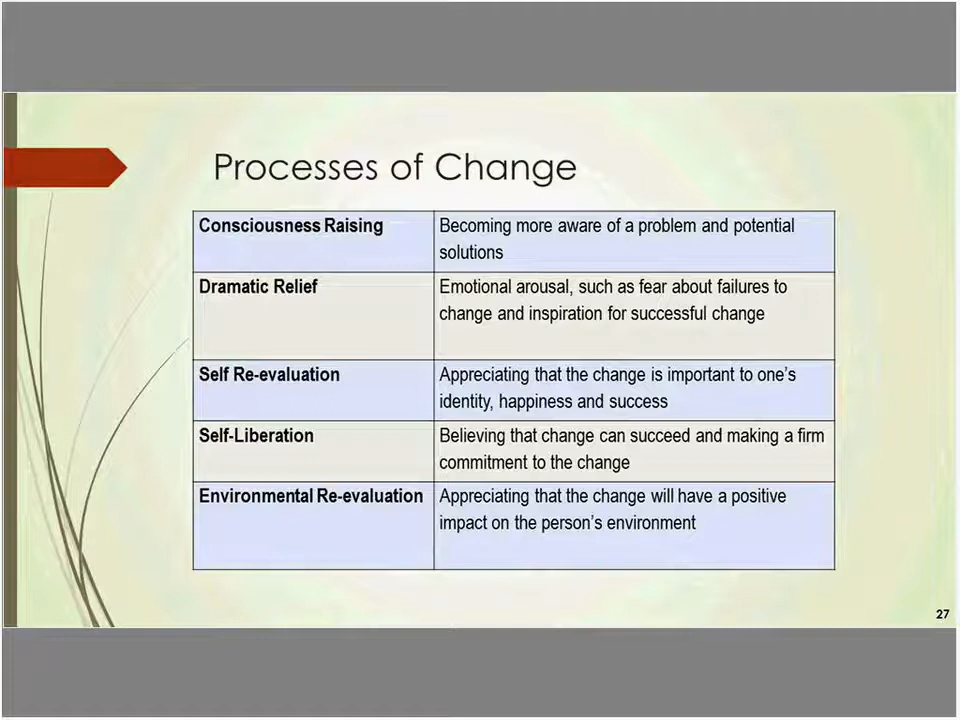 Processes of Change
Consciousness Raising
Becoming more aware of a problem and potential
solutions
Dramatic Relief
Emotional arousal, such as fear about failures to
change and inspiration for successful change
Self Re-evaluation
Appreciating that the change is important to one's
identity, happiness and success
Self-Liberation
Believing that change can succeed and making a firm
commitment to the change
Environmental Re-evaluation
Appreciating that the change will have a positive
impact on the person's environment
27